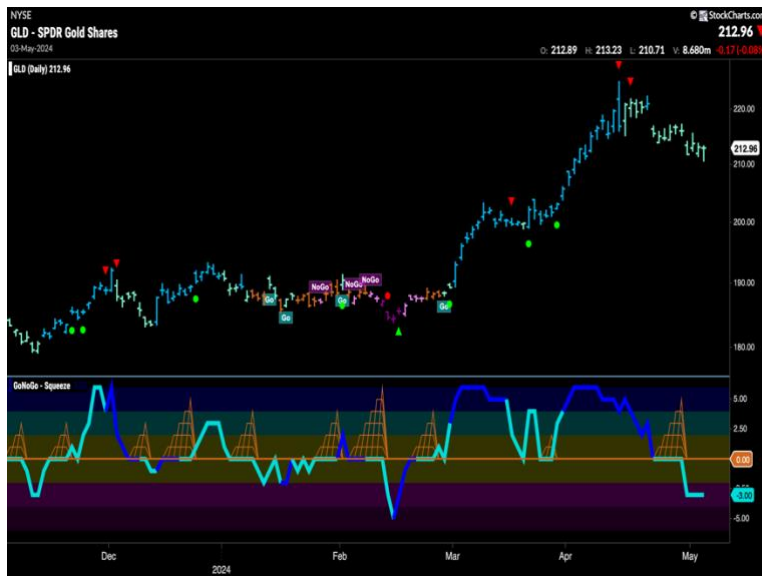 NYSE
© StockCharts.com
GLD - SPDR Gold Shares
212.96
03-May-2024
O: 212.89 H: 213.23 L: 210.71 V: 8.680m -0.17 (-0.08%)
GLD (Daily) 212.96
220.00
212.96
210.00
200.00
190.00
180.00
Go
Go
NoGo
NoGo
Go
NoGo
Go
GoNoGo - Squeeze
5.00
2.50
0.00
-3.00
-5.00
Dec
2024
Feb
Mar
Apr
May